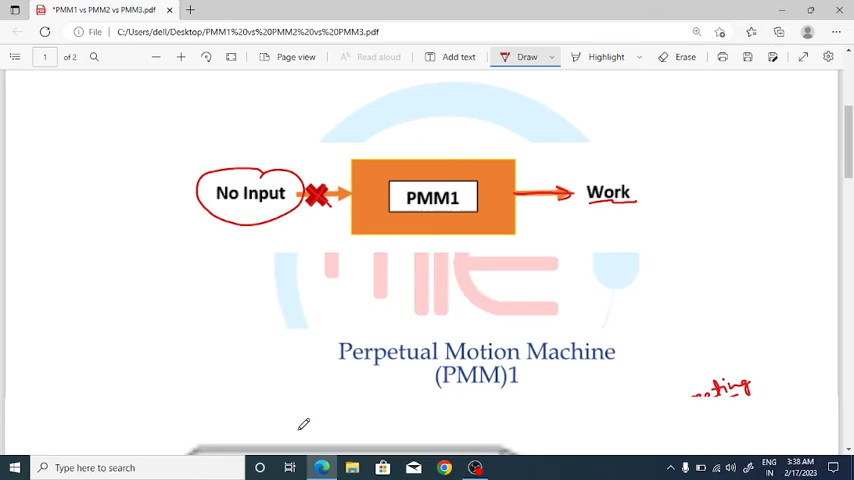 *PMM1 vs PMM2 vs PMM3.pdf
File C:/Users/dell/Desktop/PMM1%20vs%20PMM2%20vs%20PMM3.pdf
1 of 2 Page view Read aloud Add text Draw Highlight Erase
No Input PMM1 Work
Perpetual Motion Machine
(PMM)1
Type here to search
ENG 3:38 AM
IN 2/17/2023